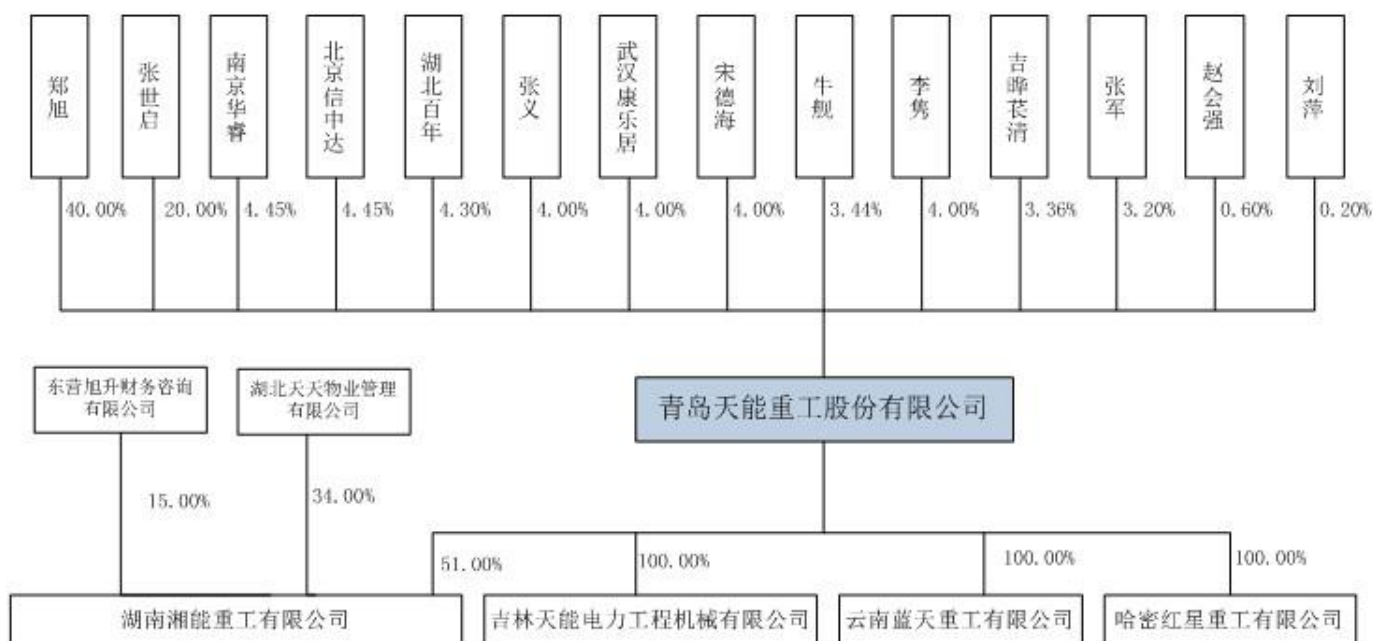 郑旭
张世启
南京华睿
北京信中达
湖北百年
张义
武汉康乐居
宋德海
牛舰
李隽
吉晔苌清
张军
赵会强
刘萍
40.00%
20.00%
4.45%
4.45%
4.30%
4.00%
4.00%
4.00%
3.44%
4.00%
3.36%
3.20%
0.60%
0.20%
东营旭升财务咨询
有限公司
湖北天天物业管理
有限公司
青岛天能重工股份有限公司
15.00%
34.00%
51.00%
100.00%
100.00%
100.00%
湖南湘能重工有限公司
吉林天能电力工程机械有限公司
云南蓝天重工有限公司
哈密红星重工有限公司